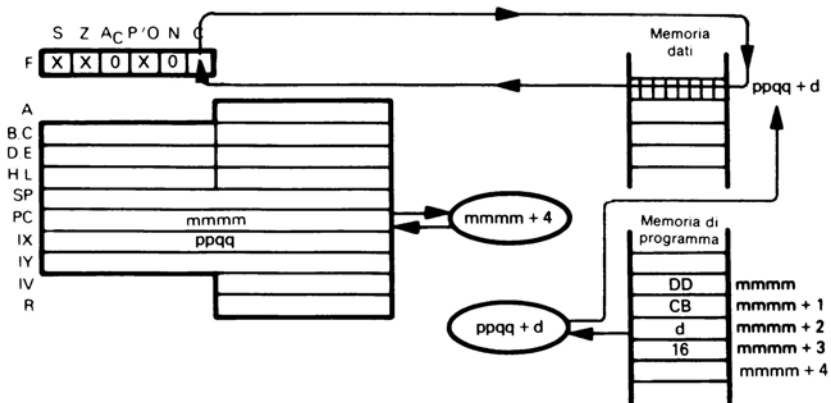 S Z AC P/O N C
F X X 0 X 0
A
B.C
D E
H L
SP
PC mmmm
IX ppqq
IY
IV
R
mmmm + 4
ppqq + d
Memoria
dati
ppqq + d
Memoria di
programma
DD mmmm
CB mmmm + 1
d mmmm + 2
16 mmmm + 3
mmmm + 4